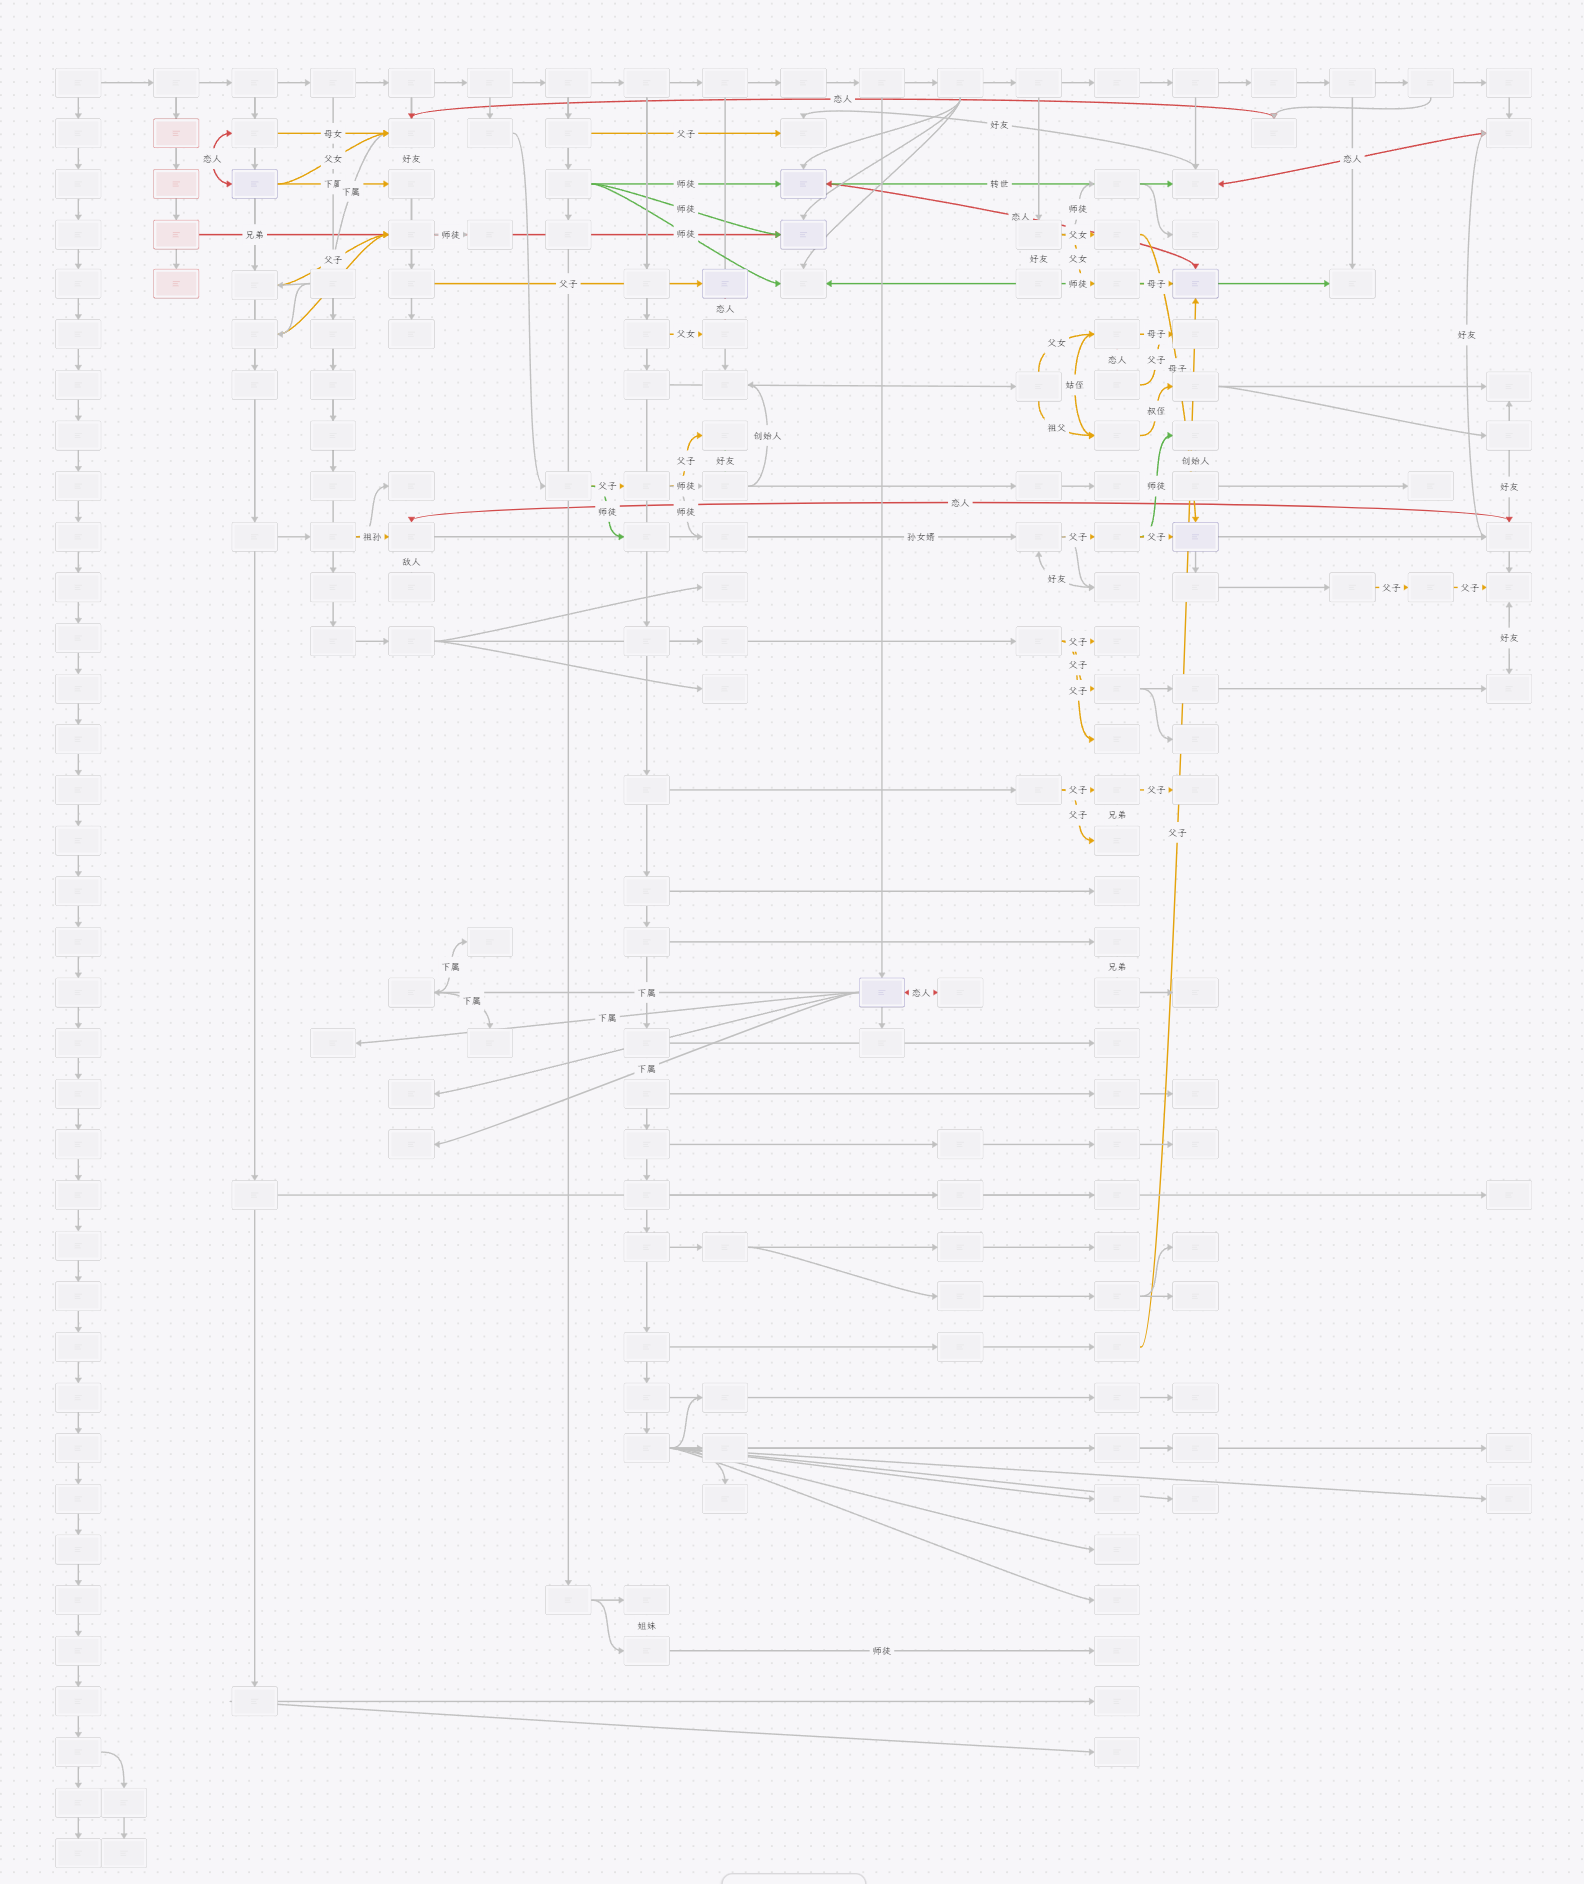 恋人
好友
母女
父子
恋人
父女
好友
恋人
下属
下属
师徒
转世
师徒
师徒
恋人
兄弟
师徒
师徒
父女
父子
父女
好友
父子
师徒
母子
恋人
父女
母子
好友
父女
父子
恋人
母子
姑侄
叔侄
祖父
创始人
父子
好友
创始人
父子
师徒
师徒
好友
恋人
师徒
师徒
祖孙
孙女婿
父子
父子
敌人
好友
父子
父子
父子
好友
父子
父子
父子
父子
父子
兄弟
父子
下属
兄弟
下属
恋人
下属
下属
下属
姐妹
师徒